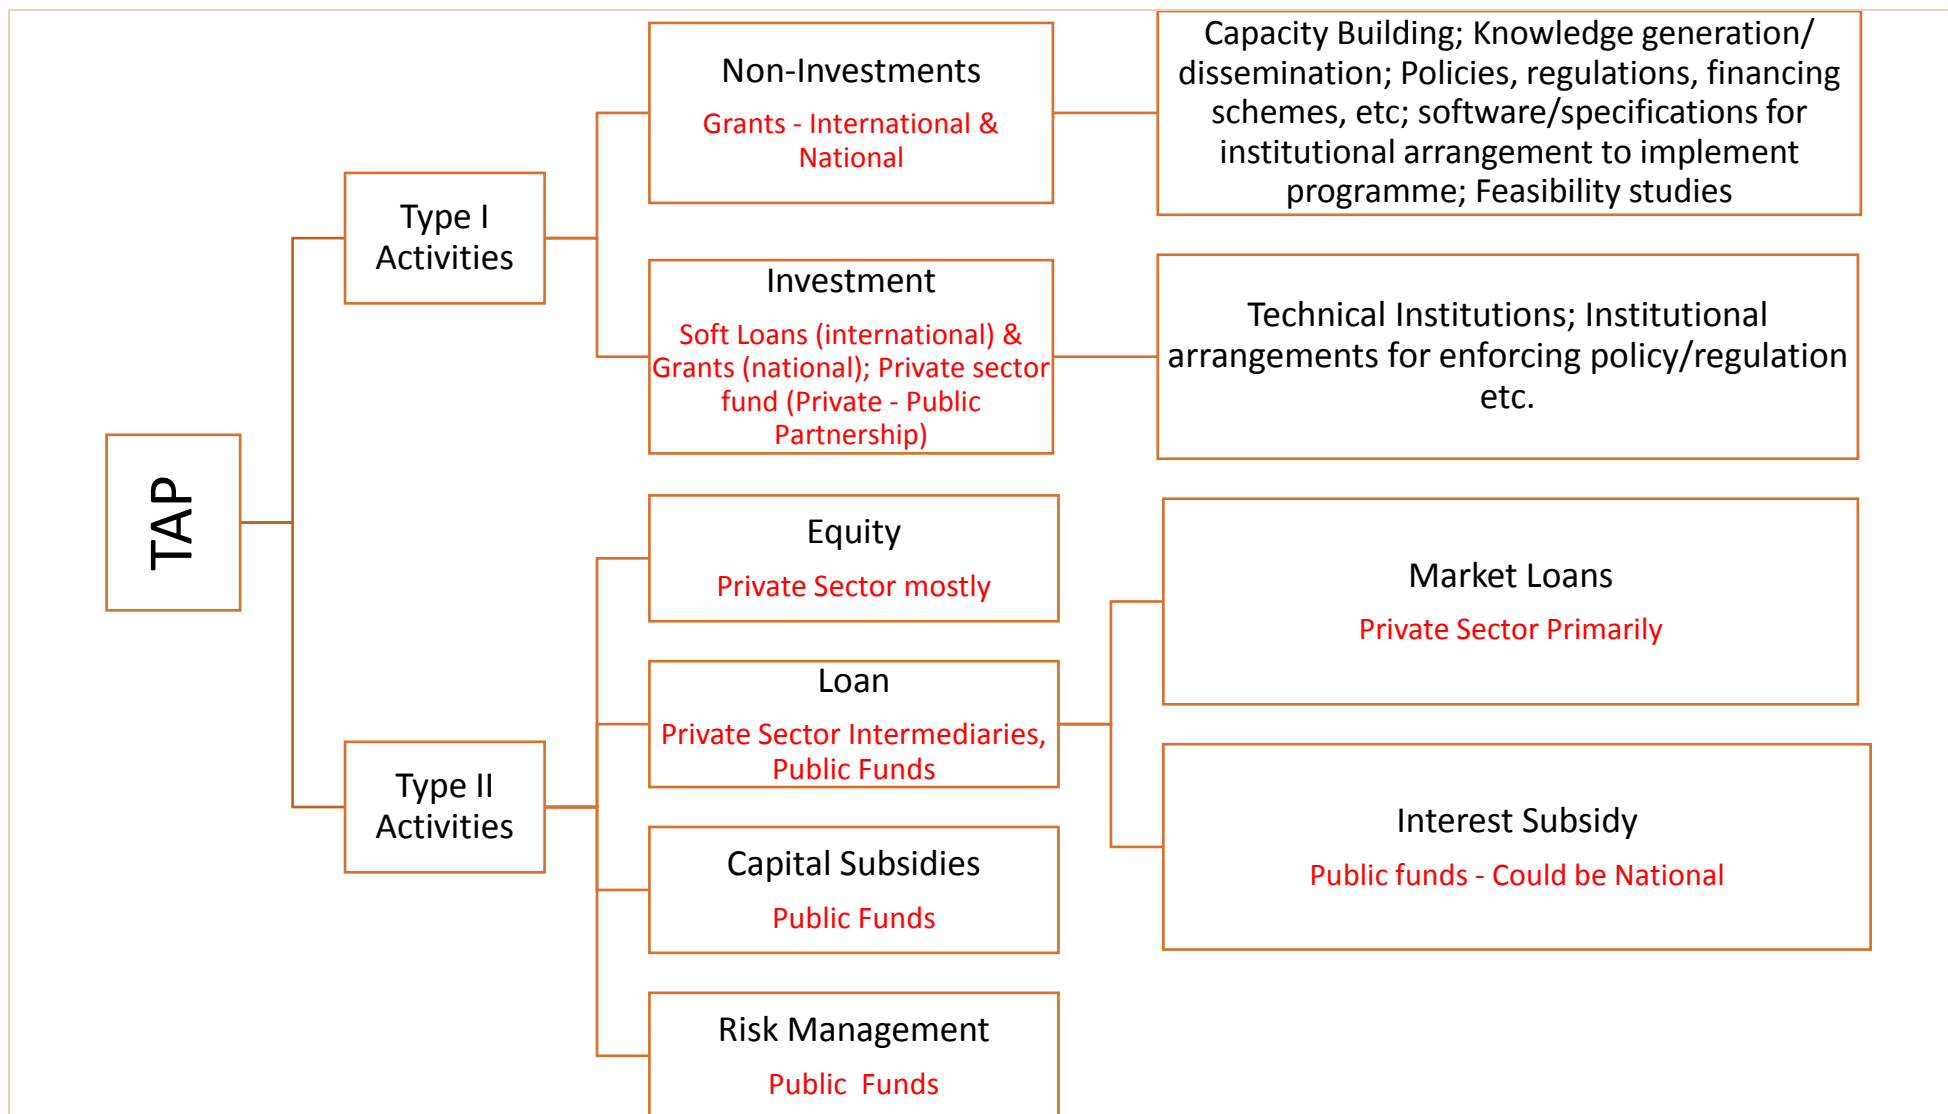 TAP
Type I
Activities
Non-Investments
Grants - International &
National
Capacity Building; Knowledge generation/
dissemination; Policies, regulations, financing
schemes, etc; software/specifications for
institutional arrangement to implement
programme; Feasibility studies
Investment
Soft Loans (international) &
Grants (national); Private sector
fund (Private - Public
Partnership)
Technical Institutions; Institutional
arrangements for enforcing policy/regulation
etc.
Type II
Activities
Equity
Private Sector mostly
Loan
Private Sector Intermediaries,
Public Funds
Market Loans
Private Sector Primarily
Interest Subsidy
Public funds - Could be National
Capital Subsidies
Public Funds
Risk Management
Public  Funds